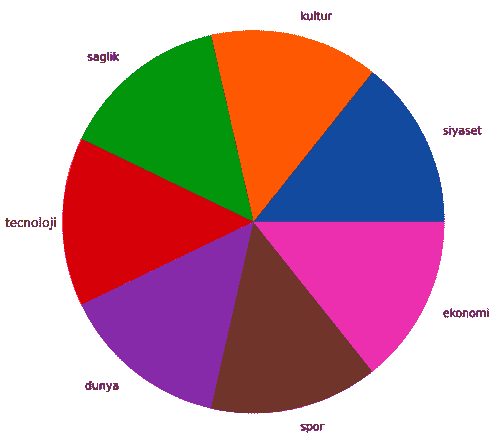 kultur
saglik
siyaset
tecnoloji
ekonomi
dunya
spor